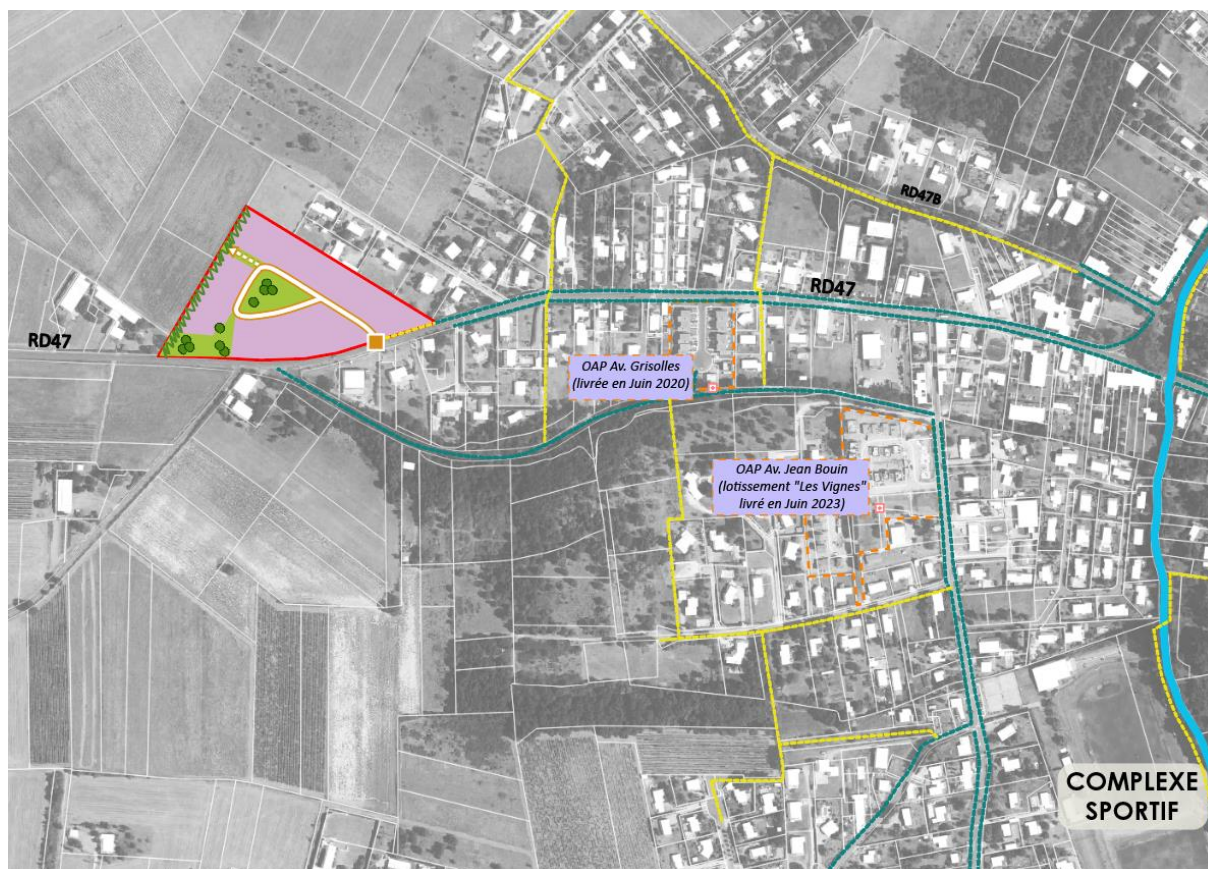 RD47B
RD47
RD47
OAP Av. Grisolles
(livrée en Juin 2020)
OAP Av. Jean Bouin
(lotissement "Les Vignes"
livré en Juin 2023)
COMPLEXE
SPORTIF